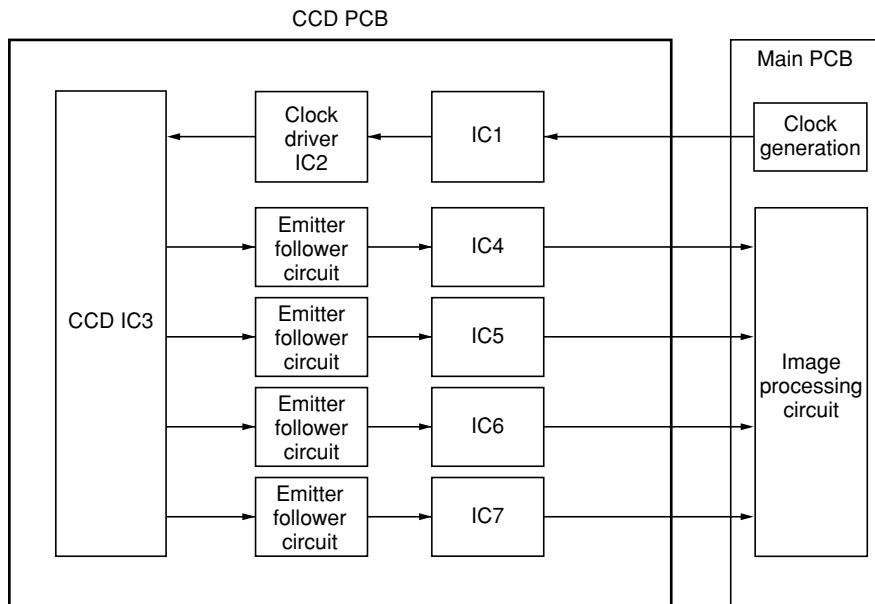 CCD PCB
Main PCB
Clock
driver
IC2
IC1
Clock
generation
Emitter
follower
circuit
IC4
CCD IC3
Emitter
follower
circuit
IC5
Image
processing
circuit
Emitter
follower
circuit
IC6
Emitter
follower
circuit
IC7